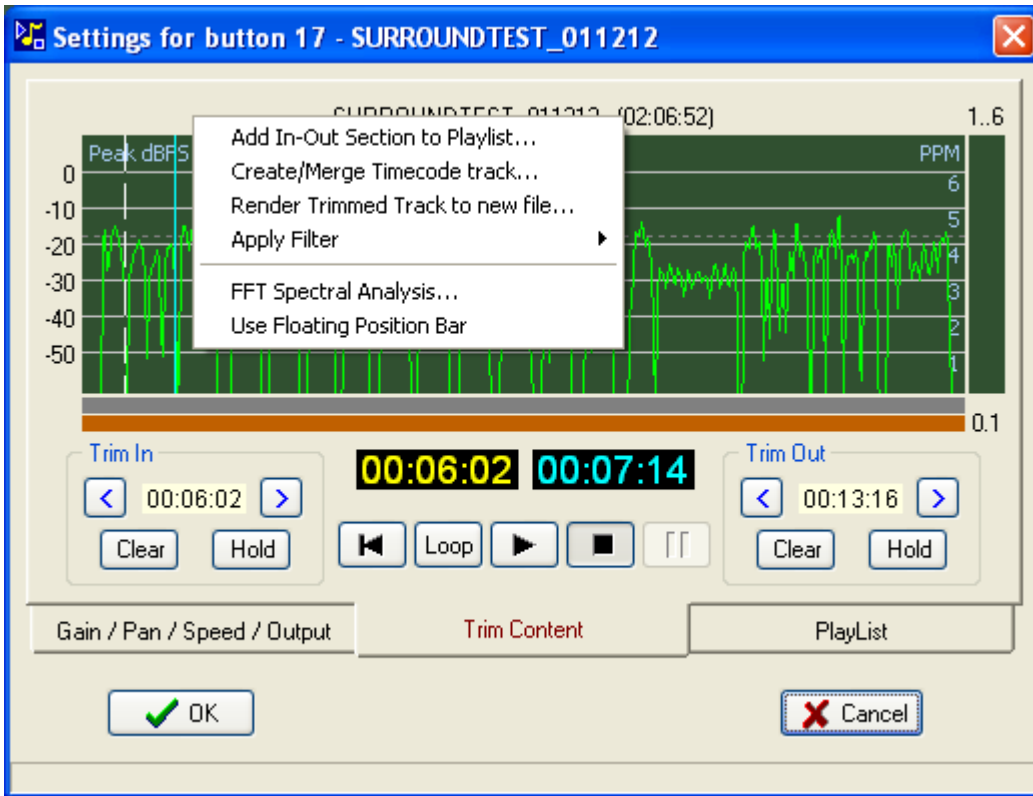 Settings for button 17 - SURROUNDTEST_011212
SURROUNDTEST_011212 (02:06:52)
1..6
Peak dBFS
PPM
0
-10
-20
-30
-40
-50
6
5
4
3
2
1
Add In-Out Section to Playlist...
Create/Merge Timecode track...
Render Trimmed Track to new file...
Apply Filter
FFT Spectral Analysis...
Use Floating Position Bar
0.1
Trim In
< 00:06:02 >
Clear Hold
00:06:02 00:07:14
Loop
Trim Out
< 00:13:16 >
Clear Hold
Gain / Pan / Speed / Output
Trim Content
PlayList
OK
Cancel